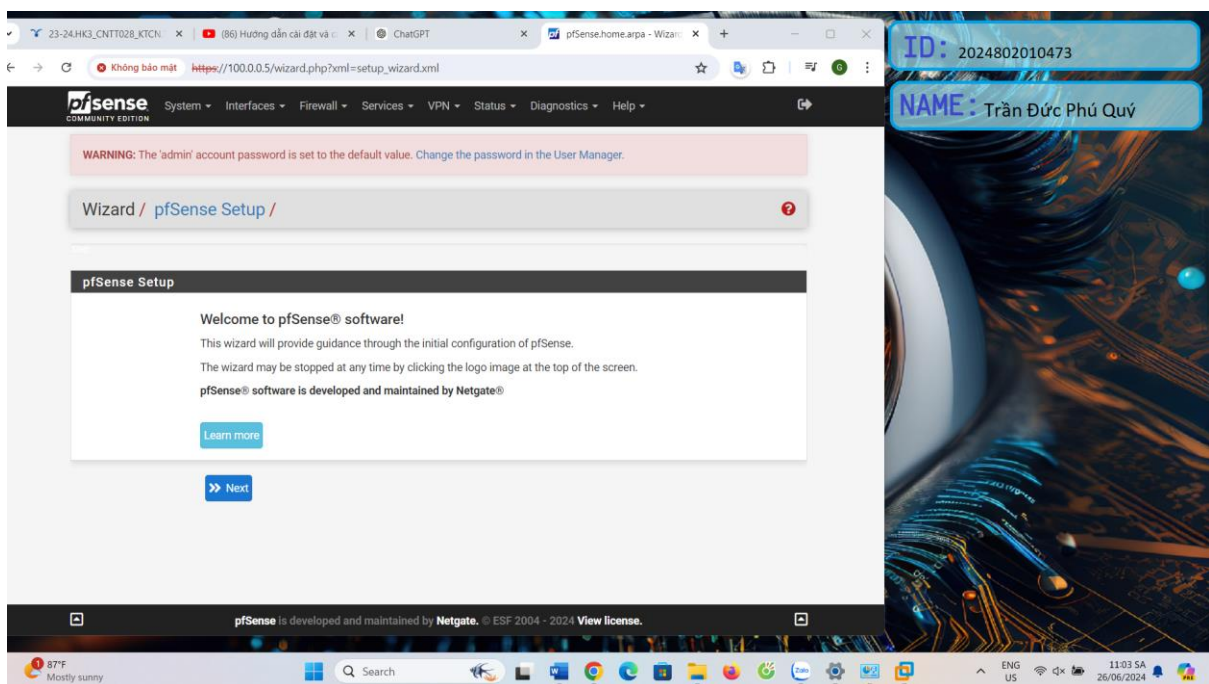 23-24.HK3_CNTT028_KTCN
(86) Hướng dẫn cài đặt và c
ChatGPT
pfSense.home.arpa - Wizar
ID: 2024802010473
Không bảo mật https://100.0.0.5/wizard.php?xml=setup_wizard.xml
G
NAME: Trần Đức Phú Quý
pfsense System Interfaces Firewall Services VPN Status Diagnostics Help
COMMUNITY EDITION
WARNING: The 'admin' account password is set to the default value. Change the password in the User Manager.
Wizard / pfSense Setup /
pfSense Setup
Welcome to pfSense® software!
This wizard will provide guidance through the initial configuration of pfSense.
The wizard may be stopped at any time by clicking the logo image at the top of the screen.
pfSense® software is developed and maintained by Netgate®
Learn more
Next
pfSense is developed and maintained by Netgate. © ESF 2004 - 2024 View license.
1
87°F
Mostly sunny
Search
Zalo
ENG
US
11:03 SA
26/06/2024
PRE